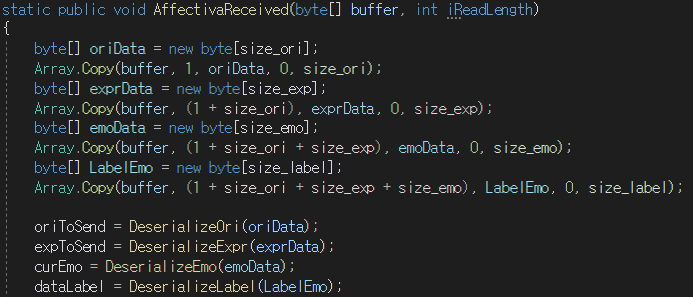 static public void AffectivaReceived(byte[] buffer, int iReadLength)
{
byte[] oriData = new byte[size_ori];
Array.Copy(buffer, 1, oriData, 0, size_ori);
byte[] exprData = new byte[size_exp];
Array.Copy(buffer, (1 + size_ori), exprData, 0, size_exp);
byte[] emoData = new byte[size_emo];
Array.Copy(buffer, (1 + size_ori + size_exp), emoData, 0, size_emo);
byte[] LabelEmo = new byte[size_label];
Array.Copy(buffer, (1 + size_ori + size_exp + size_emo), LabelEmo, 0, size_label);
oriToSend = DeserializeOri(oriData);
expToSend = DeserializeExpr(exprData);
curEmo = DeserializeEmo(emoData);
dataLabel = DeserializeLabel(LabelEmo);